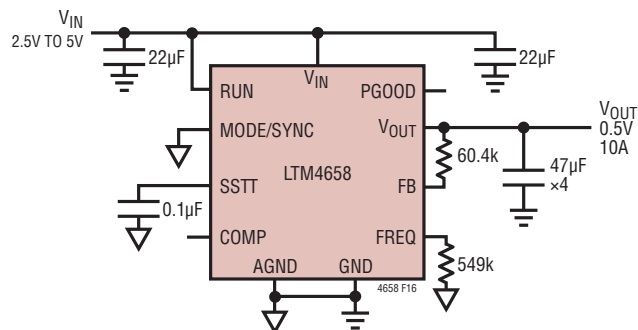 VIN
2.5V TO 5V
22µF
22µF
VIN
RUN
PGOOD
MODE/SYNC
VOUT
VOUT
0.5V
10A
60.4k
47µF
×4
LTM4658
SSTT
FB
0.1µF
COMP
FREQ
549k
AGND
GND
4658 F16